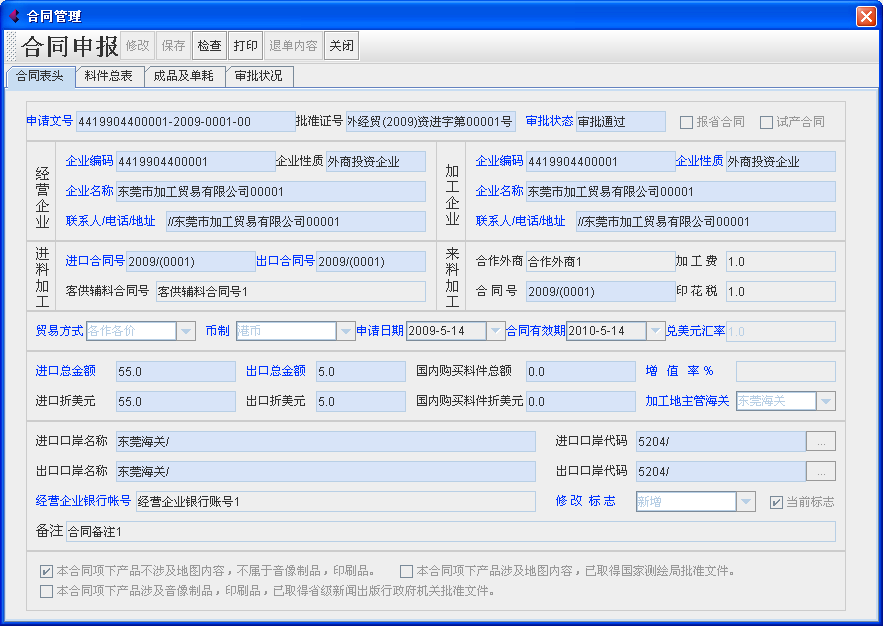 合同管理
合同申报 修改 保存 检查 打印 退单内容 关闭
合同表头 料件总表 成品及单耗 审批状况
申请文号 4419904400001-2009-0001-00 批准证号 外经贸(2009)资进字第00001号 审批状态 审批通过 报省合同 试产合同
经营企业
企业编码 4419904400001 企业性质 外商投资企业
企业名称 东莞市加工贸易有限公司00001
联系人/电话/地址 //东莞市加工贸易有限公司00001
加工企业
企业编码 4419904400001 企业性质 外商投资企业
企业名称 东莞市加工贸易有限公司00001
联系人/电话/地址 //东莞市加工贸易有限公司00001
进料加工
进口合同号 2009/(0001) 出口合同号 2009/(0001)
客供辅料合同号 客供辅料合同号1
来料加工
合作外商 合作外商1 加工费 1.0
合同号 2009/(0001) 印花税 1.0
贸易方式 各作各价 币制 港币 申请日期 2009-5-14 合同有效期 2010-5-14 兑美元汇率 1.0
进口总金额 55.0 出口总金额 5.0 国内购买料件总额 0.0 增值率%
进口折美元 55.0 出口折美元 5.0 国内购买料件折美元 0.0 加工地主管海关 东莞海关
进口口岸名称 东莞海关/ 进口口岸代码 5204/ ...
出口口岸名称 东莞海关/ 出口口岸代码 5204/ ...
经营企业银行帐号 经营企业银行账号1 修改标志 新增 当前标志
备注 合同备注1
本合同项下产品不涉及地图内容，不属于音像制品，印刷品。 本合同项下产品涉及地图内容，已取得国家测绘局批准文件。
本合同项下产品涉及音像制品，印刷品，已取得省级新闻出版行政府机关批准文件。